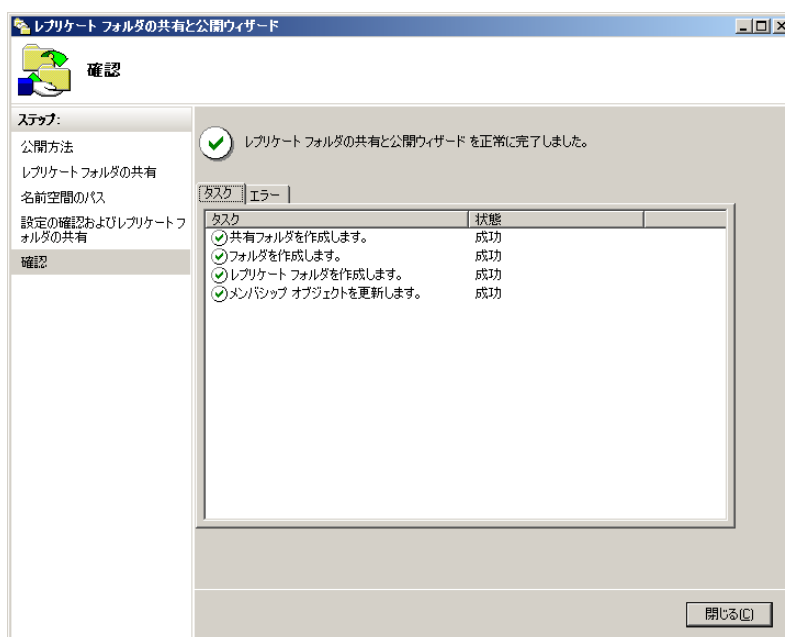 レプリケート フォルダの共有と公開ウィザード
確認
ステップ:
公開方法
レプリケート フォルダの共有
名前空間のパス
設定の確認およびレプリケート フ
ォルダの共有
確認
レプリケート フォルダの共有と公開ウィザード を正常に完了しました。
タスク エラー
タスク 状態
共有フォルダを作成します。 成功
フォルダを作成します。 成功
レプリケート フォルダを作成します。 成功
メンバシップ オブジェクトを更新します。 成功
閉じる(C)